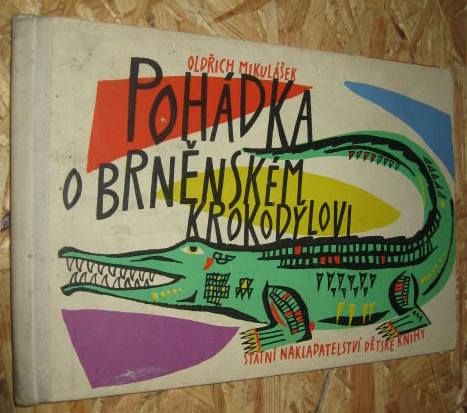 OLDŘICH MIKULÁŠEK
POHÁDKA
O BRNĚNSKÉM
KROKODÝLOVI
STÁTNÍ NAKLADATELSTVÍ DĚTSKÉ KNIHY